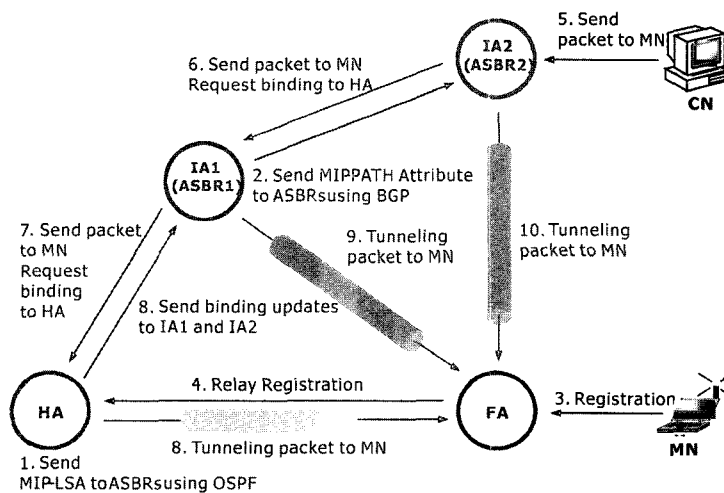 5. Send
packet to MN
IA2
(ASBR2)
CN
6. Send packet to MN
Request binding to HA
IA1
(ASBR1)
2. Send MIPPATH Attribute
to ASBRsusing BGP
7. Send packet
to MN
Request
binding
to HA
9. Tunneling
packet to MN
10. Tunneling
packet to MN
8. Send binding updates
to IA1 and IA2
4. Relay Registration
3. Registration
HA
FA
MN
8. Tunneling packet to MN
1. Send
MIP-LSA toASBRsusing OSPF